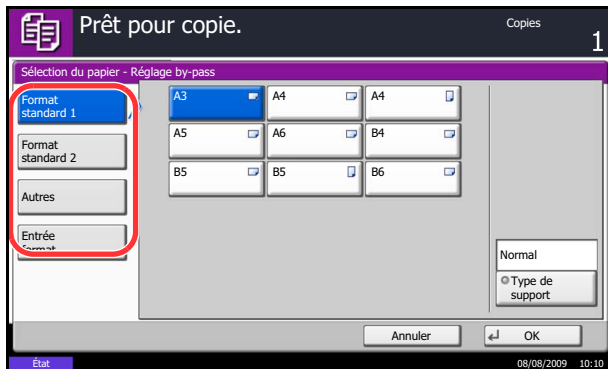 Prêt pour copie.
Copies
1
Sélection du papier - Réglage by-pass
Format
standard 1
Format
standard 2
Autres
Entrée
format
A3
A4
A4
A5
A6
B4
B5
B5
B6
Normal
Type de
support
Annuler
OK
État
08/08/2009 10:10